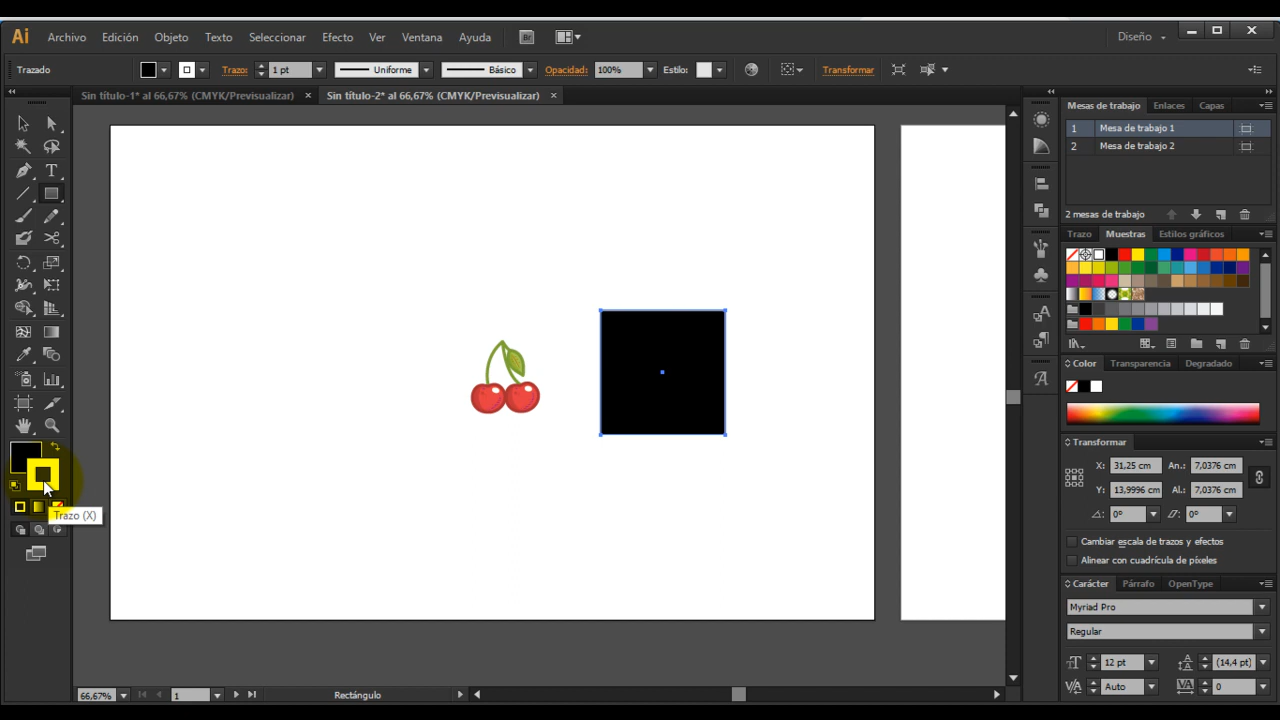 Ai Archivo Edición Objeto Texto Seleccionar Efecto Ver Ventana Ayuda Br Diseño
Trazado Trazo: 1 pt Uniforme Básico Opacidad: 100% Estilo: Transformar
Sin título-1* al 66,67% (CMYK/Previsualizar) × Sin título-2* al 66,67% (CMYK/Previsualizar) ×
Mesas de trabajo Enlaces Capas
1 Mesa de trabajo 1
2 Mesa de trabajo 2
2 mesas de trabajo
Trazo Muestras Estilos gráficos
Color Transparencia Degradado
Transformar
X: 31,25 cm An.: 7,0376 cm
Y: 13,9996 cm Al.: 7,0376 cm
0° 0°
Cambiar escala de trazos y efectos
Alinear con cuadrícula de píxeles
Carácter Párrafo OpenType
Myriad Pro
Regular
12 pt (14,4 pt)
Auto 0
Trazo (X)
66,67% 1 Rectángulo